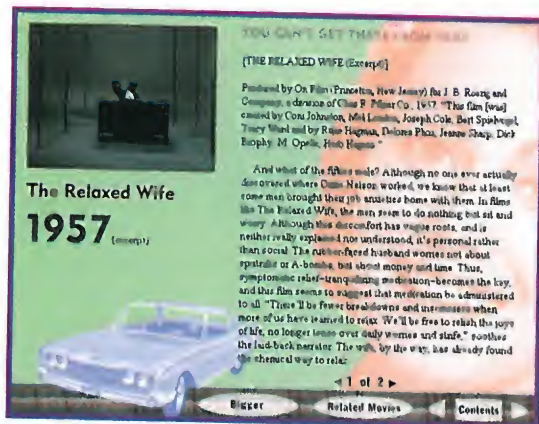 YOU CAN'T GET THERE FROM HERE
[THE RELAXED WIFE (Excerpt)]
Produced by On Film (Princeton, New Jersey) for J. B. Roerig and
Company, a division of Chas R. Pfizer Co., 1957. "This film [was]
created by Coni Johnston, Mel London, Joseph Cole, Bert Spielvogel,
Tracy Ward and by Russ Hagman, Delores Phox, Jeanne Sharp, Dick
Brophy, M. Opelle, Herb Hagens."
And what of the fifties male? Although no one ever actually
discovered where Ozzie Nelson worked, we know that at least
some men brought their job anxieties home with them. In films
like The Relaxed Wife, the men seem to do nothing but sit and
worry. Although this discomfort has vague roots, and is
neither really explained nor understood, it's personal rather
than social. The rubber-faced husband worries not about
sputniks or A-bombs, but about money and time. Thus,
symptomatic relief–tranquilizing medication–becomes the key,
and this film seems to suggest that medication be administered
to all. "There'll be fewer breakdowns and when
more of us have learned to relax. We'll be free to relish the joys
of life, no longer tense over daily worries and strife," soothes
the laid-back narrator. The wife, by the way, has already found
the chemical way to relax.
The Relaxed Wife
1957 (excerpt)
◄ 1 of 2 ►
Bigger
Related Movies
Contents